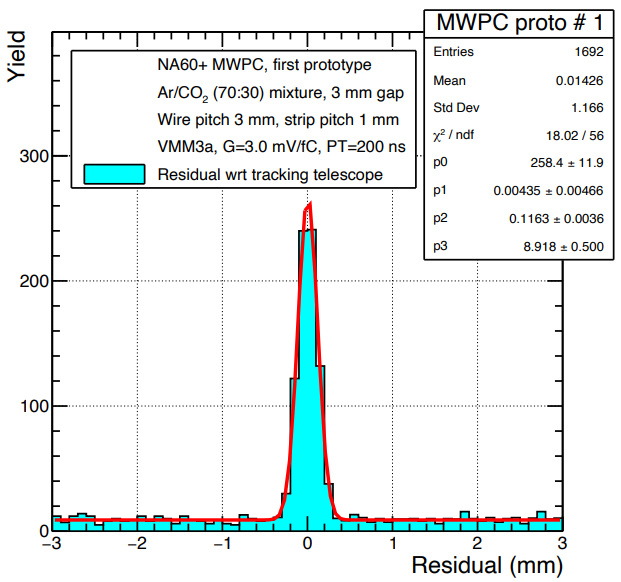 MWPC proto # 1
Entries 1692
Mean 0.01426
Std Dev 1.166
χ² / ndf 18.02 / 56
p0 258.4 ± 11.9
p1 0.00435 ± 0.00466
p2 0.1163 ± 0.0036
p3 8.918 ± 0.500
NA60+ MWPC, first prototype
Ar/CO₂ (70:30) mixture, 3 mm gap
Wire pitch 3 mm, strip pitch 1 mm
VMM3a, G=3.0 mV/fC, PT=200 ns
Residual wrt tracking telescope
Yield
300
200
100
0
−3 −2 −1 0 1 2 3
Residual (mm)